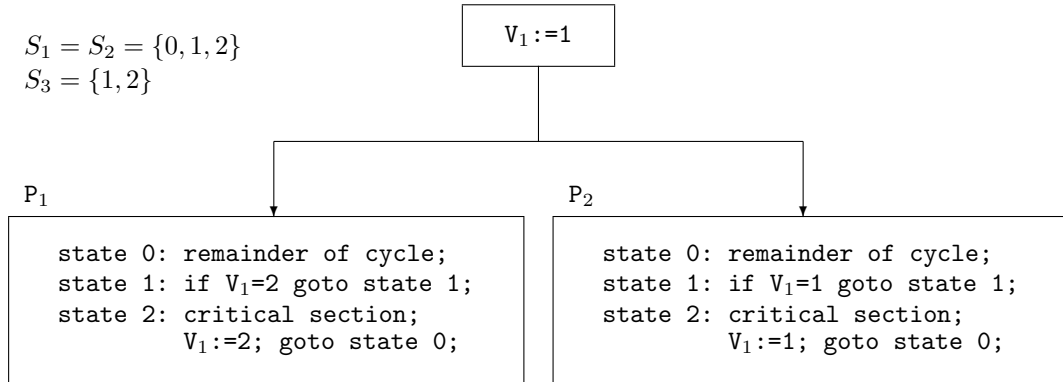 S₁ = S₂ = {0, 1, 2}
S₃ = {1, 2}
V₁:=1
P₁
state 0: remainder of cycle;
state 1: if V₁=2 goto state 1;
state 2: critical section;
V₁:=2; goto state 0;
P₂
state 0: remainder of cycle;
state 1: if V₁=1 goto state 1;
state 2: critical section;
V₁:=1; goto state 0;